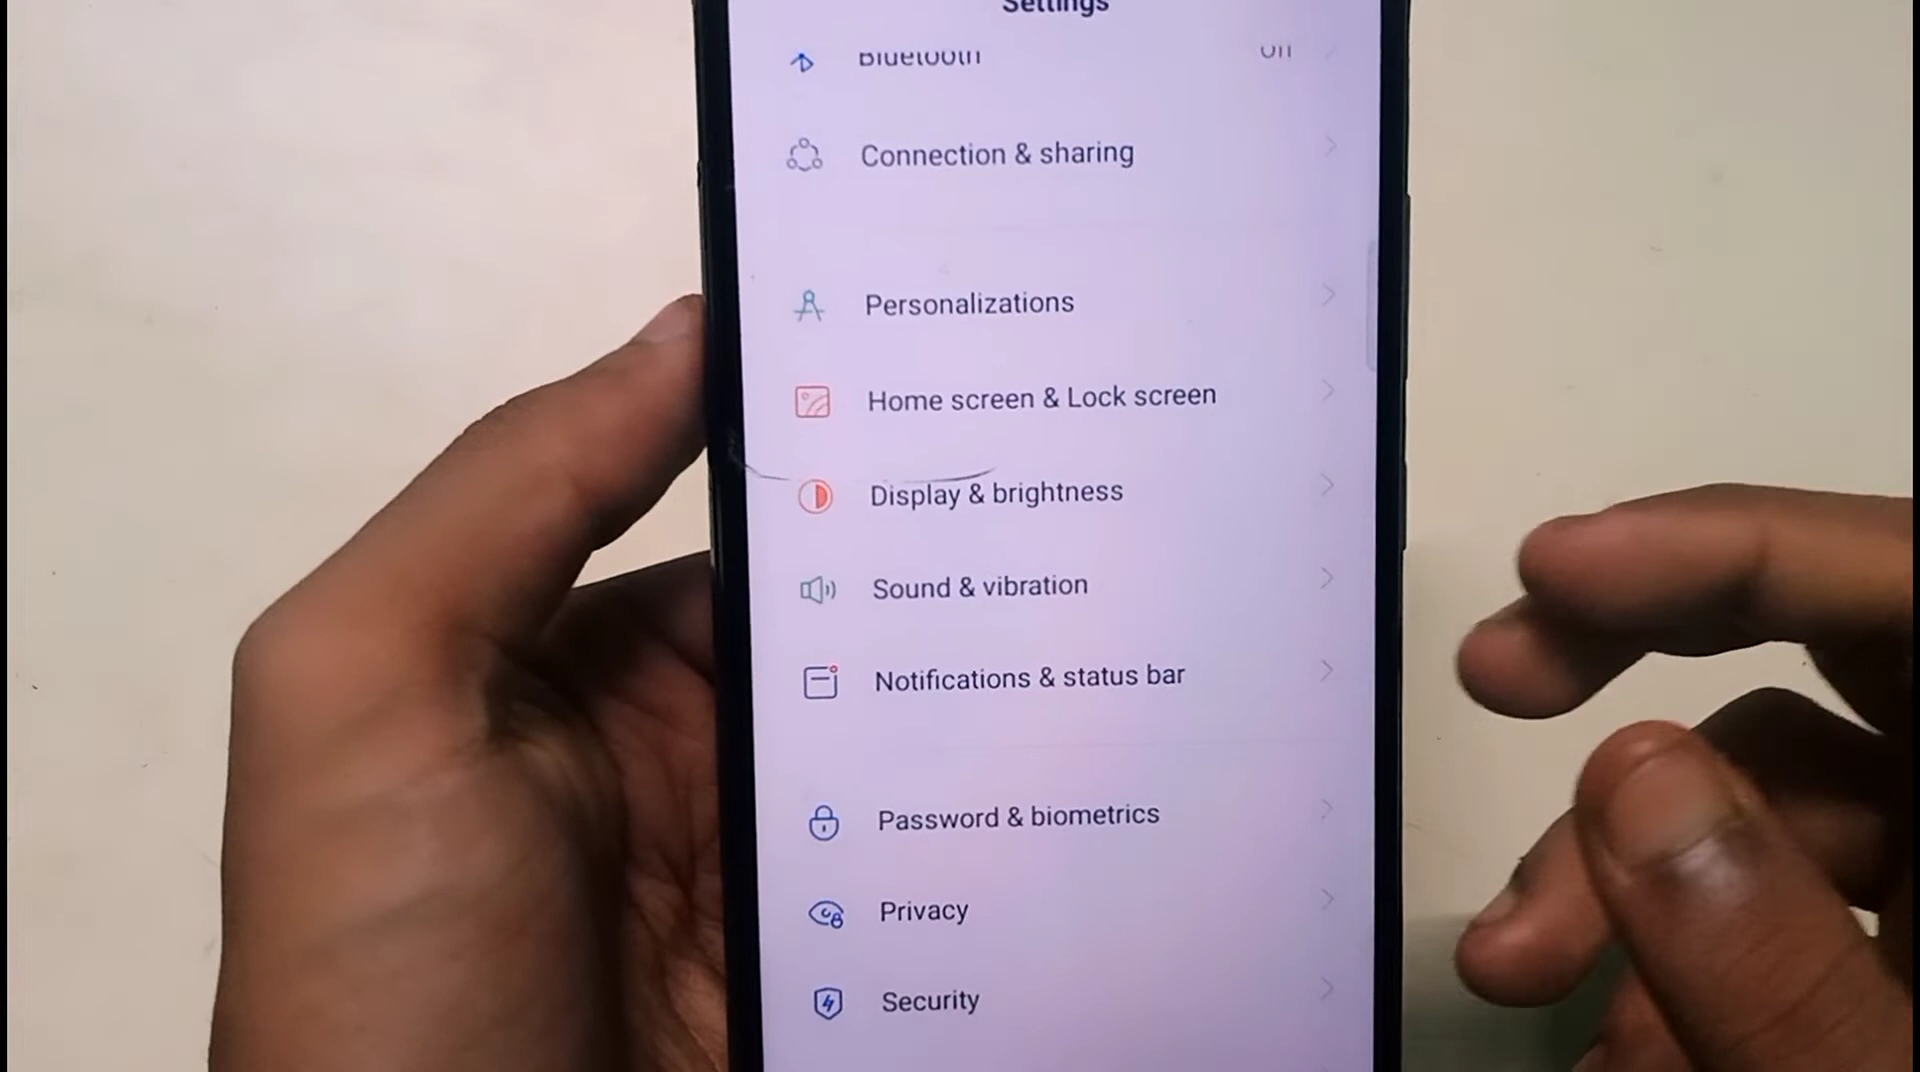 Settings
Bluetooth
Connection & sharing
Personalizations
Home screen & Lock screen
Display & brightness
Sound & vibration
Notifications & status bar
Password & biometrics
Privacy
Security